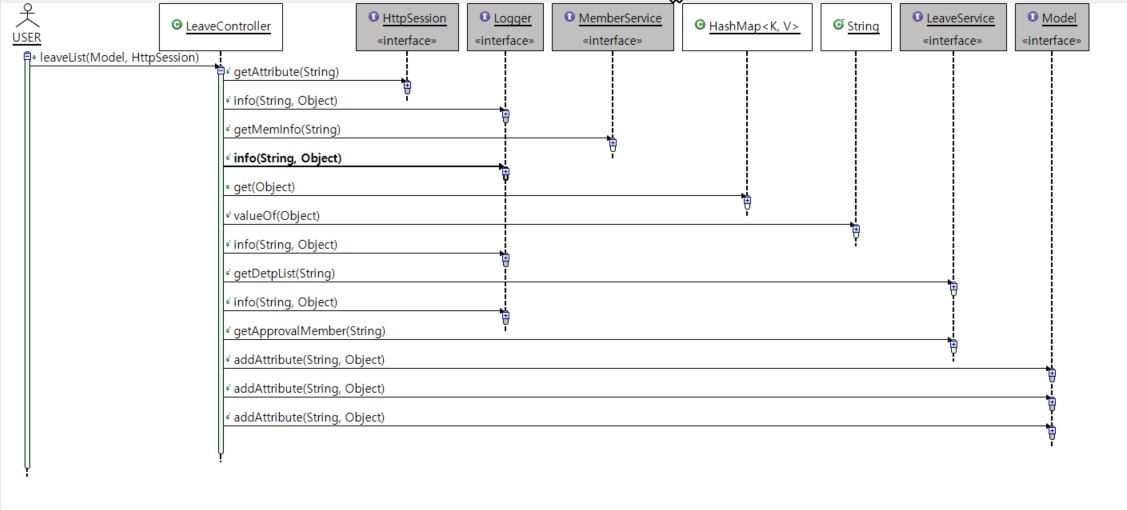 USER
LeaveController
HttpSession
«interface»
Logger
«interface»
MemberService
«interface»
HashMap<K, V>
String
LeaveService
«interface»
Model
«interface»
leaveList(Model, HttpSession)
getAttribute(String)
info(String, Object)
getMemInfo(String)
info(String, Object)
get(Object)
valueOf(Object)
info(String, Object)
getDetpList(String)
info(String, Object)
getApprovalMember(String)
addAttribute(String, Object)
addAttribute(String, Object)
addAttribute(String, Object)